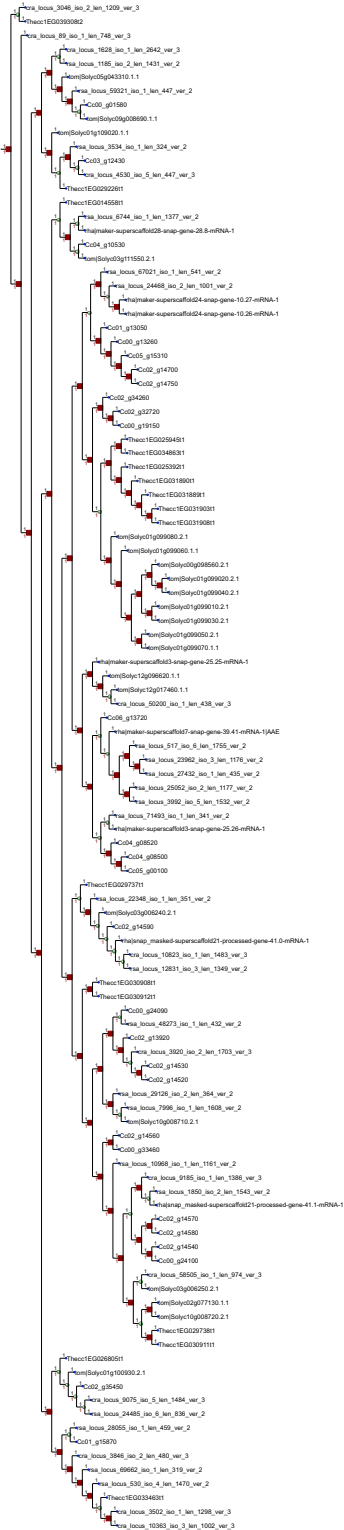 cra_locus_3046_iso_2_len_1209_ver_3
Thecc1EG039308t2
cra_locus_89_iso_1_len_748_ver_3
cra_locus_1628_iso_1_len_2642_ver_3
rsa_locus_1185_iso_2_len_1431_ver_2
tom|Solyc05g043310.1.1
rsa_locus_59321_iso_1_len_447_ver_2
Cc00_g01580
tom|Solyc09g008690.1.1
tom|Solyc01g109020.1.1
rsa_locus_3534_iso_1_len_324_ver_2
Cc03_g12430
cra_locus_4530_iso_5_len_447_ver_3
Thecc1EG029226t1
Thecc1EG014558t1
rsa_locus_6744_iso_1_len_1377_ver_2
rha|maker-superscaffold28-snap-gene-28.8-mRNA-1
Cc04_g10530
tom|Solyc03g111550.2.1
rsa_locus_67021_iso_1_len_541_ver_2
rsa_locus_24468_iso_2_len_1001_ver_2
rha|maker-superscaffold24-snap-gene-10.27-mRNA-1
rha|maker-superscaffold24-snap-gene-10.26-mRNA-1
Cc01_g13050
Cc00_g13260
Cc05_g15310
Cc02_g14700
Cc02_g14750
Cc02_g34260
Cc02_g32720
Cc00_g19150
Thecc1EG025945t1
Thecc1EG034863t1
Thecc1EG025392t1
Thecc1EG031890t1
Thecc1EG031889t1
Thecc1EG031903t1
Thecc1EG031908t1
tom|Solyc01g099080.2.1
tom|Solyc01g099060.1.1
tom|Solyc00g098560.2.1
tom|Solyc01g099020.2.1
tom|Solyc01g099040.2.1
tom|Solyc01g099010.2.1
tom|Solyc01g099030.2.1
tom|Solyc01g099050.2.1
tom|Solyc01g099070.1.1
rha|maker-superscaffold3-snap-gene-25.25-mRNA-1
tom|Solyc12g096620.1.1
tom|Solyc12g017460.1.1
cra_locus_50200_iso_1_len_438_ver_3
Cc06_g13720
rha|maker-superscaffold7-snap-gene-39.41-mRNA-1|AAE
rsa_locus_517_iso_6_len_1755_ver_2
rsa_locus_23962_iso_3_len_1176_ver_2
rsa_locus_27432_iso_1_len_435_ver_2
rsa_locus_25052_iso_2_len_1177_ver_2
rsa_locus_3992_iso_5_len_1532_ver_2
rsa_locus_71493_iso_1_len_341_ver_2
rha|maker-superscaffold3-snap-gene-25.26-mRNA-1
Cc04_g08520
Cc04_g08500
Cc05_g00100
Thecc1EG029737t1
rsa_locus_22348_iso_1_len_351_ver_2
tom|Solyc03g006240.2.1
Cc02_g14590
rha|snap_masked-superscaffold21-processed-gene-41.0-mRNA-1
cra_locus_10823_iso_1_len_1483_ver_3
rsa_locus_12831_iso_3_len_1349_ver_2
Thecc1EG030908t1
Thecc1EG030912t1
Cc00_g24090
rsa_locus_48273_iso_1_len_432_ver_2
Cc02_g13920
cra_locus_3920_iso_2_len_1703_ver_3
Cc02_g14530
Cc02_g14520
rsa_locus_29126_iso_2_len_364_ver_2
rsa_locus_7996_iso_1_len_1608_ver_2
tom|Solyc10g008710.2.1
Cc02_g14560
Cc00_g33460
rsa_locus_10968_iso_1_len_1161_ver_2
cra_locus_9185_iso_1_len_1386_ver_3
rsa_locus_1850_iso_2_len_1543_ver_2
rha|snap_masked-superscaffold21-processed-gene-41.1-mRNA-1
Cc02_g14570
Cc02_g14580
Cc02_g14540
Cc00_g24100
cra_locus_58505_iso_1_len_974_ver_3
tom|Solyc03g006250.2.1
tom|Solyc02g077130.1.1
tom|Solyc10g008720.2.1
Thecc1EG029738t1
Thecc1EG030911t1
Thecc1EG026805t1
tom|Solyc01g100930.2.1
Cc02_g35450
cra_locus_9075_iso_5_len_1484_ver_3
rsa_locus_24485_iso_6_len_836_ver_2
rsa_locus_28055_iso_1_len_459_ver_2
Cc01_g15870
cra_locus_3846_iso_2_len_480_ver_3
rsa_locus_69662_iso_1_len_319_ver_2
rsa_locus_530_iso_4_len_1470_ver_2
Thecc1EG033463t1
cra_locus_3502_iso_1_len_1298_ver_3
cra_locus_10363_iso_3_len_1002_ver_3